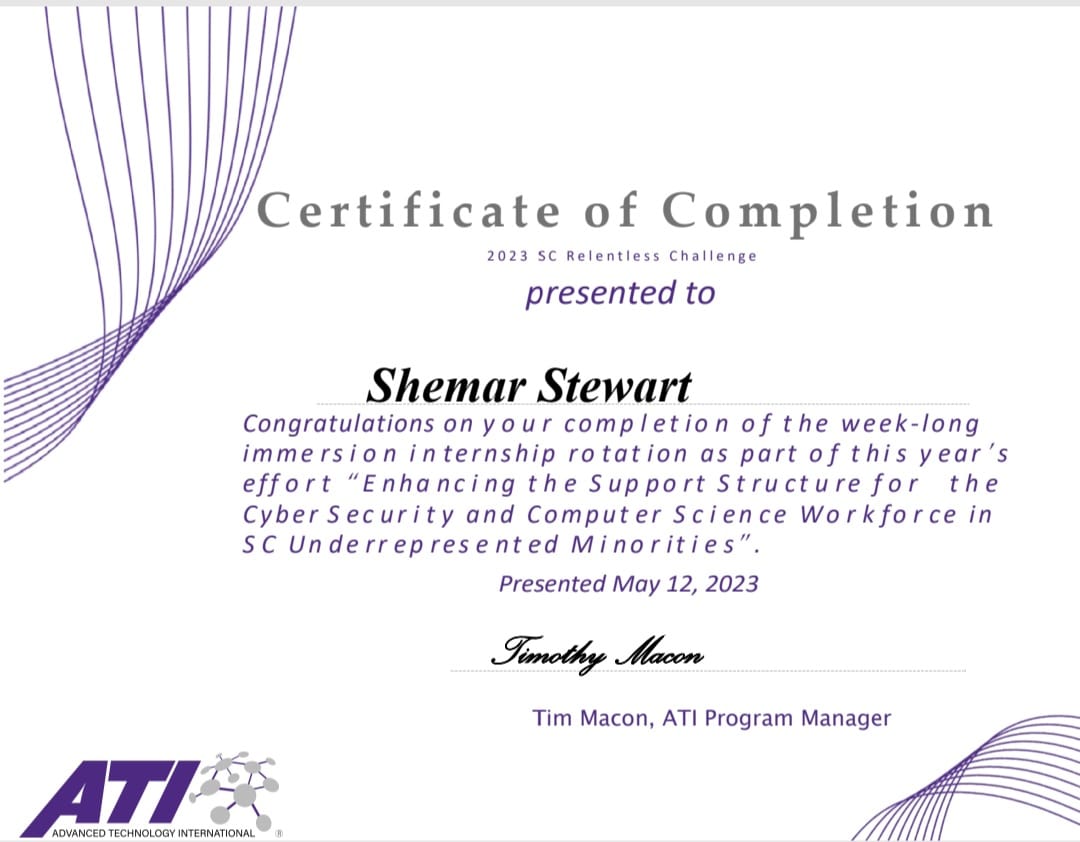 Certificate of Completion
2023 SC Relentless Challenge
presented to
Shemar Stewart
Congratulations on your completion of the week-long
immersion internship rotation as part of this year’s
effort “Enhancing the Support Structure for the
Cyber Security and Computer Science Workforce in
SC Underrepresented Minorities”.
Presented May 12, 2023
Timothy Macon
Tim Macon, ATI Program Manager
ATI
ADVANCED TECHNOLOGY INTERNATIONAL ®